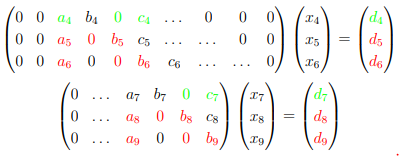 0 0 a₄ b₄ 0 c₄ … 0 0 0 x₄ = d₄
0 0 a₅ 0 b₅ c₅ … … 0 0 x₅ d₅
0 0 a₆ 0 0 b₆ c₆ … … 0 x₆ d₆
0 … a₇ b₇ 0 c₇ x₇ = d₇
0 … a₈ 0 b₈ c₈ x₈ d₈
0 … a₉ 0 0 b₉ x₉ d₉ .